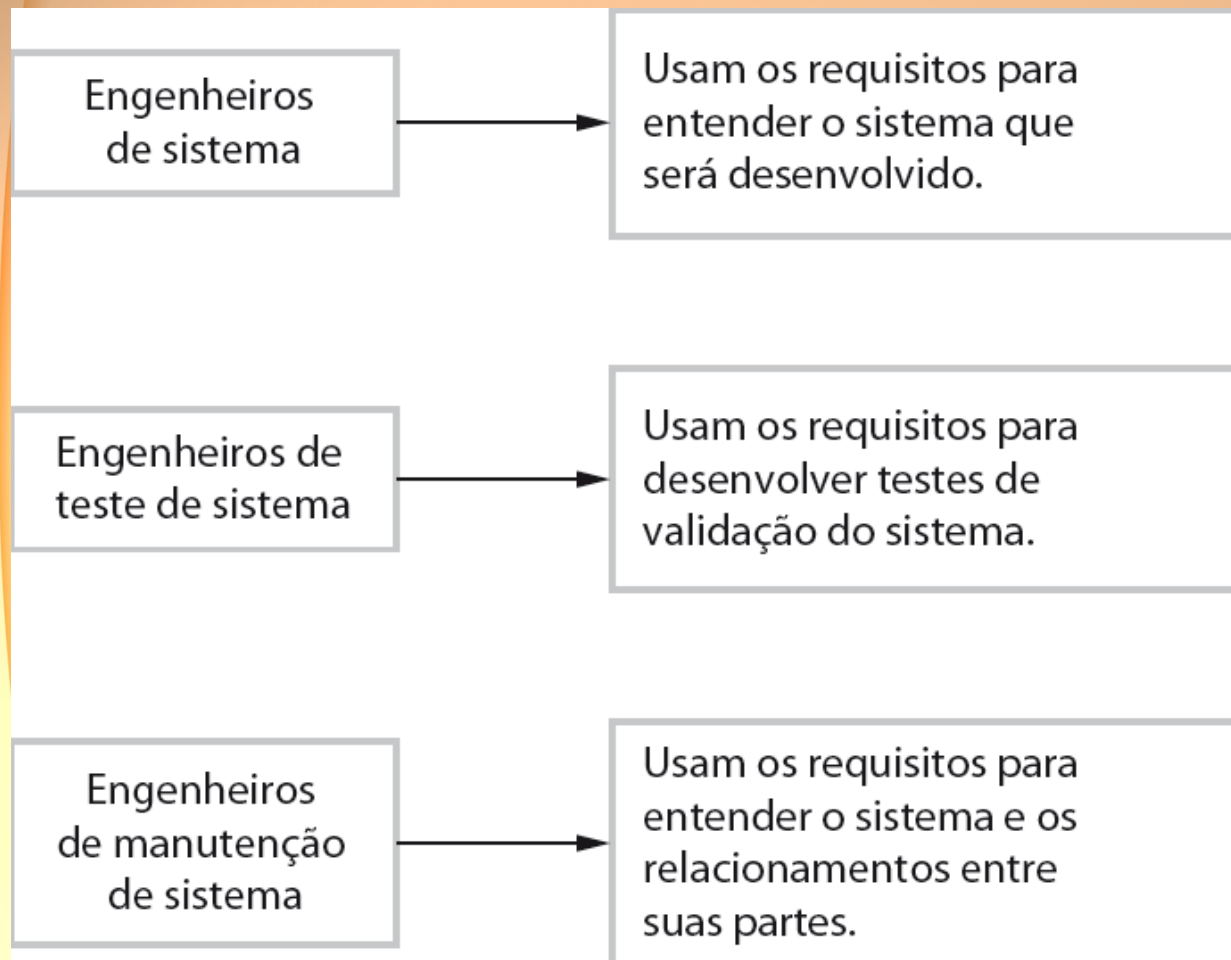 Engenheiros
de sistema
Usam os requisitos para
entender o sistema que
será desenvolvido.
Engenheiros de
teste de sistema
Usam os requisitos para
desenvolver testes de
validação do sistema.
Engenheiros
de manutenção
de sistema
Usam os requisitos para
entender o sistema e os
relacionamentos entre
suas partes.